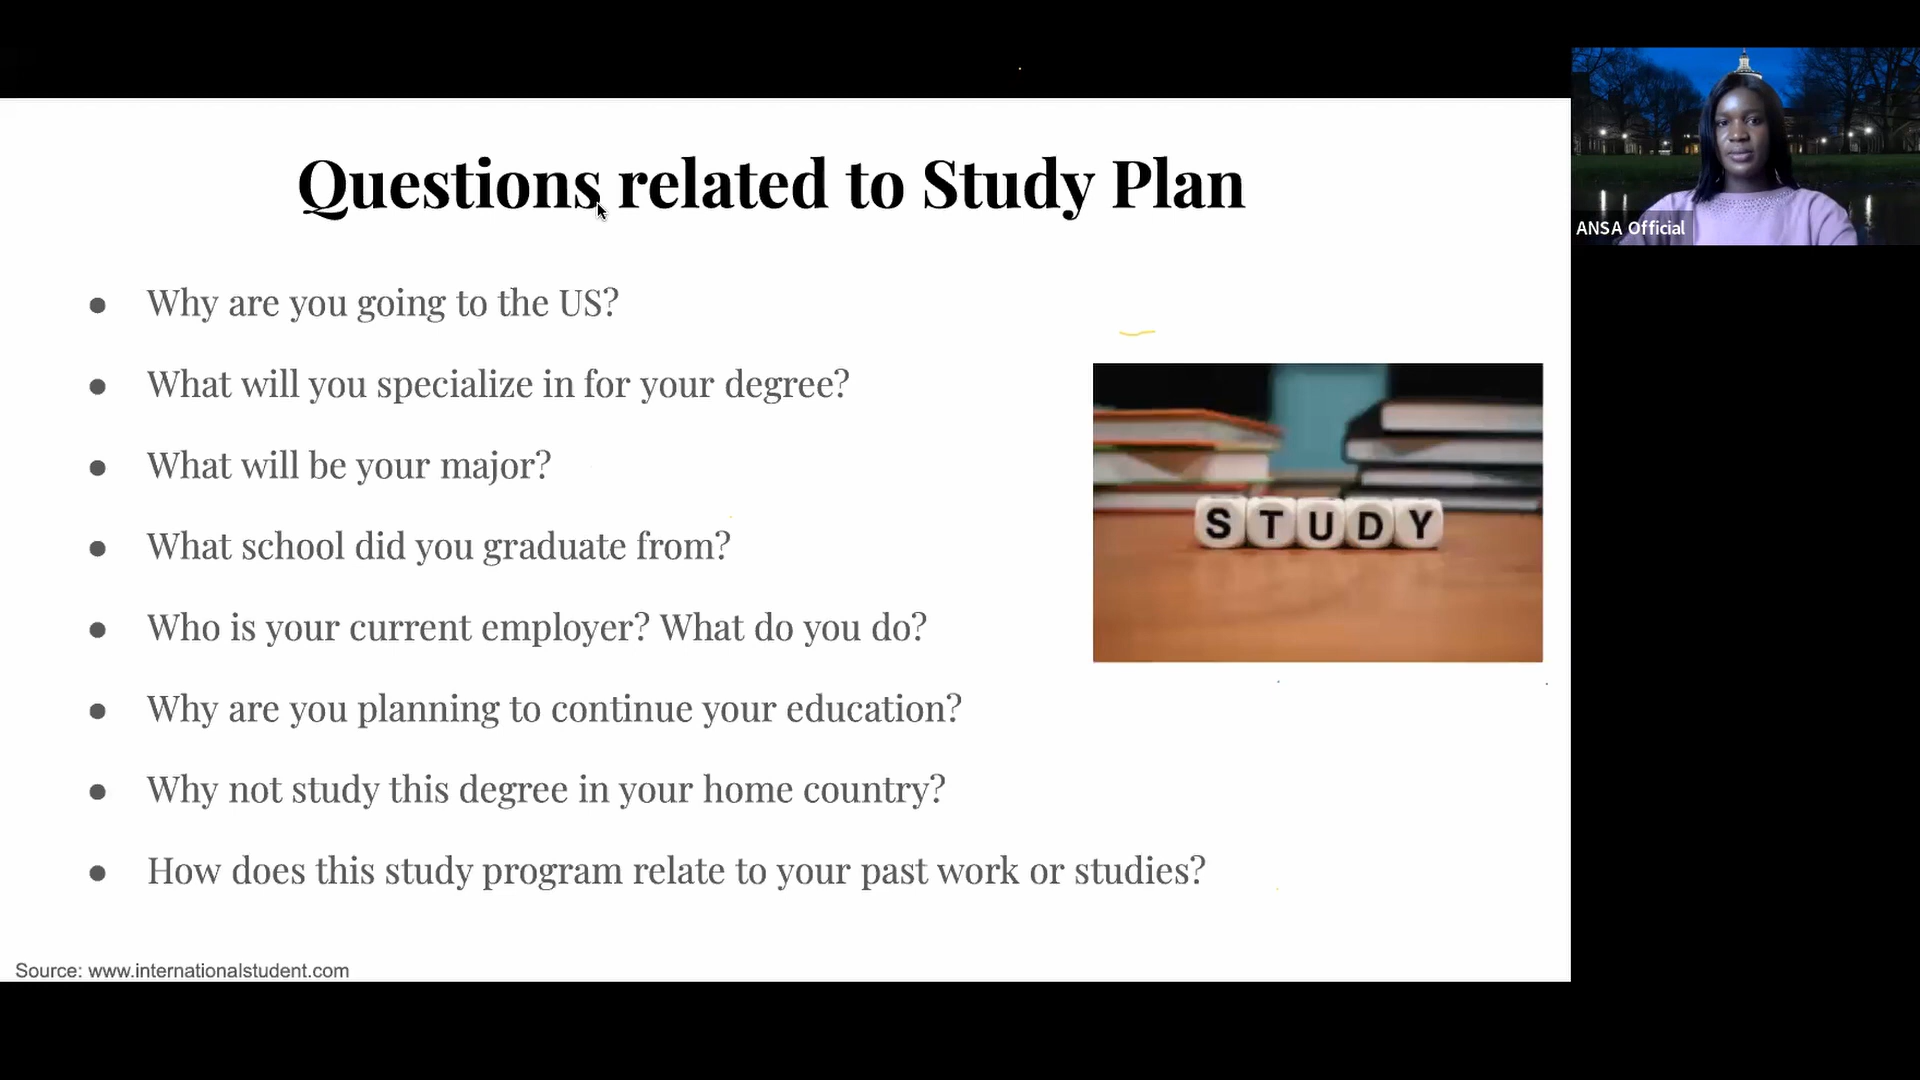 Questions related to Study Plan
ANSA Official
● Why are you going to the US?
● What will you specialize in for your degree?
● What will be your major?
● What school did you graduate from?
● Who is your current employer? What do you do?
● Why are you planning to continue your education?
● Why not study this degree in your home country?
● How does this study program relate to your past work or studies?
STUDY
Source: www.internationalstudent.com